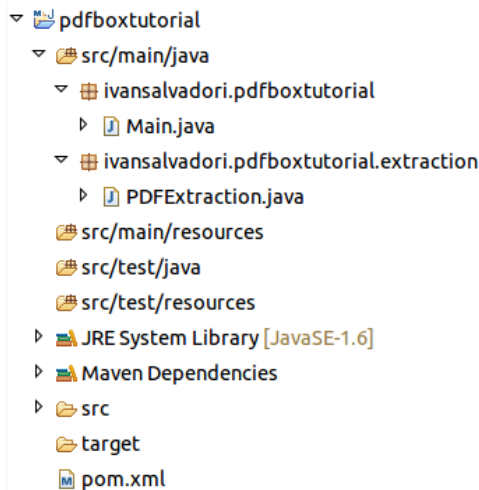 pdfboxtutorial
src/main/java
ivansalvadori.pdfboxtutorial
Main.java
ivansalvadori.pdfboxtutorial.extraction
PDFExtraction.java
src/main/resources
src/test/java
src/test/resources
JRE System Library [JavaSE-1.6]
Maven Dependencies
src
target
pom.xml